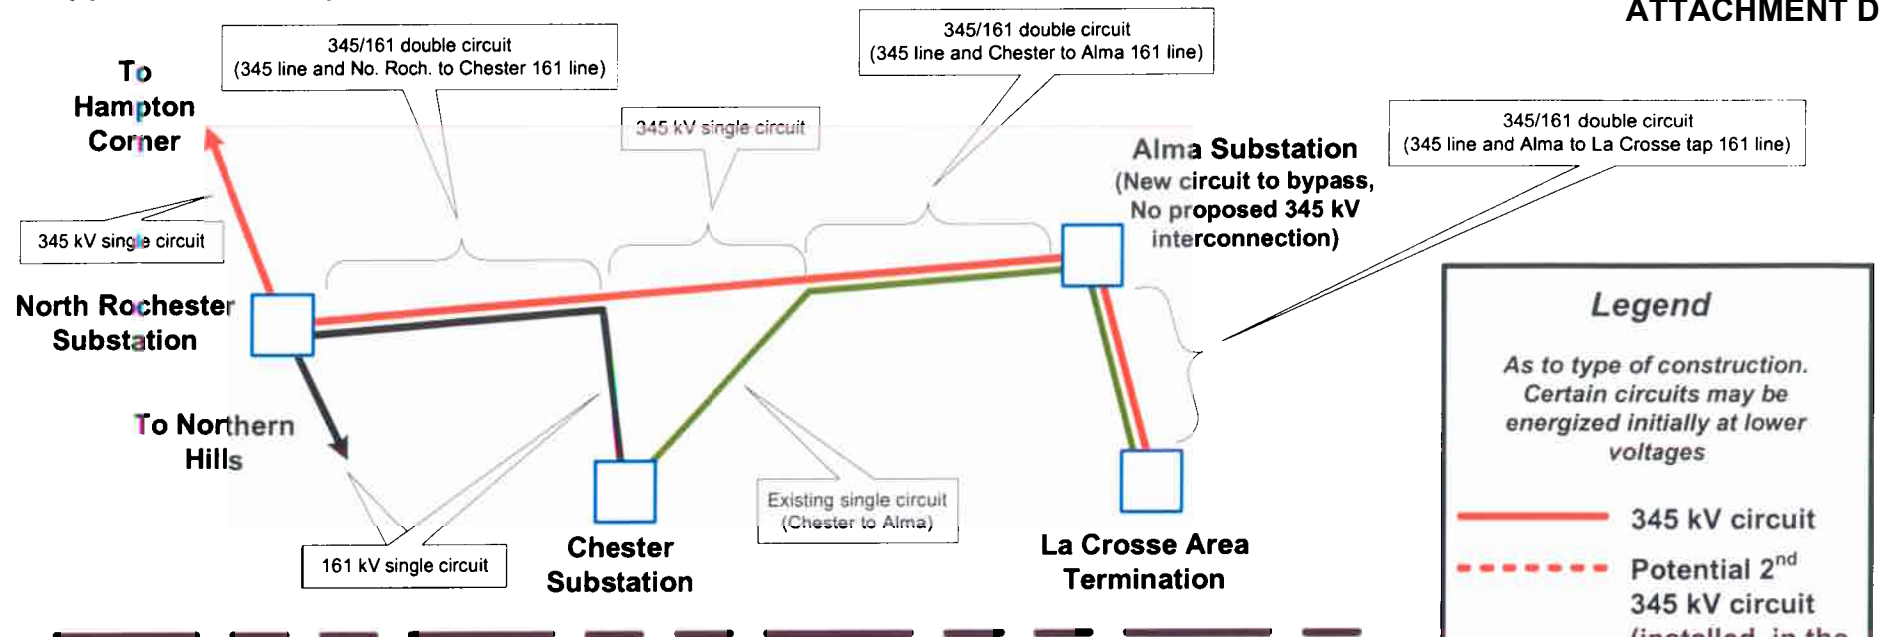 ATTACHMENT D
345/161 double circuit
(345 line and No. Roch. to Chester 161 line)
345/161 double circuit
(345 line and Chester to Alma 161 line)
To
Hampton
Corner
345 kV single circuit
345/161 double circuit
(345 line and Alma to La Crosse tap 161 line)
Alma Substation
(New circuit to bypass,
No proposed 345 kV
interconnection)
345 kV single circuit
North Rochester
Substation
To Northern
Hills
161 kV single circuit
Chester
Substation
Existing single circuit
(Chester to Alma)
La Crosse Area
Termination
Legend
As to type of construction.
Certain circuits may be
energized initially at lower
voltages
345 kV circuit
Potential 2nd
345 kV circuit
(installed, in the